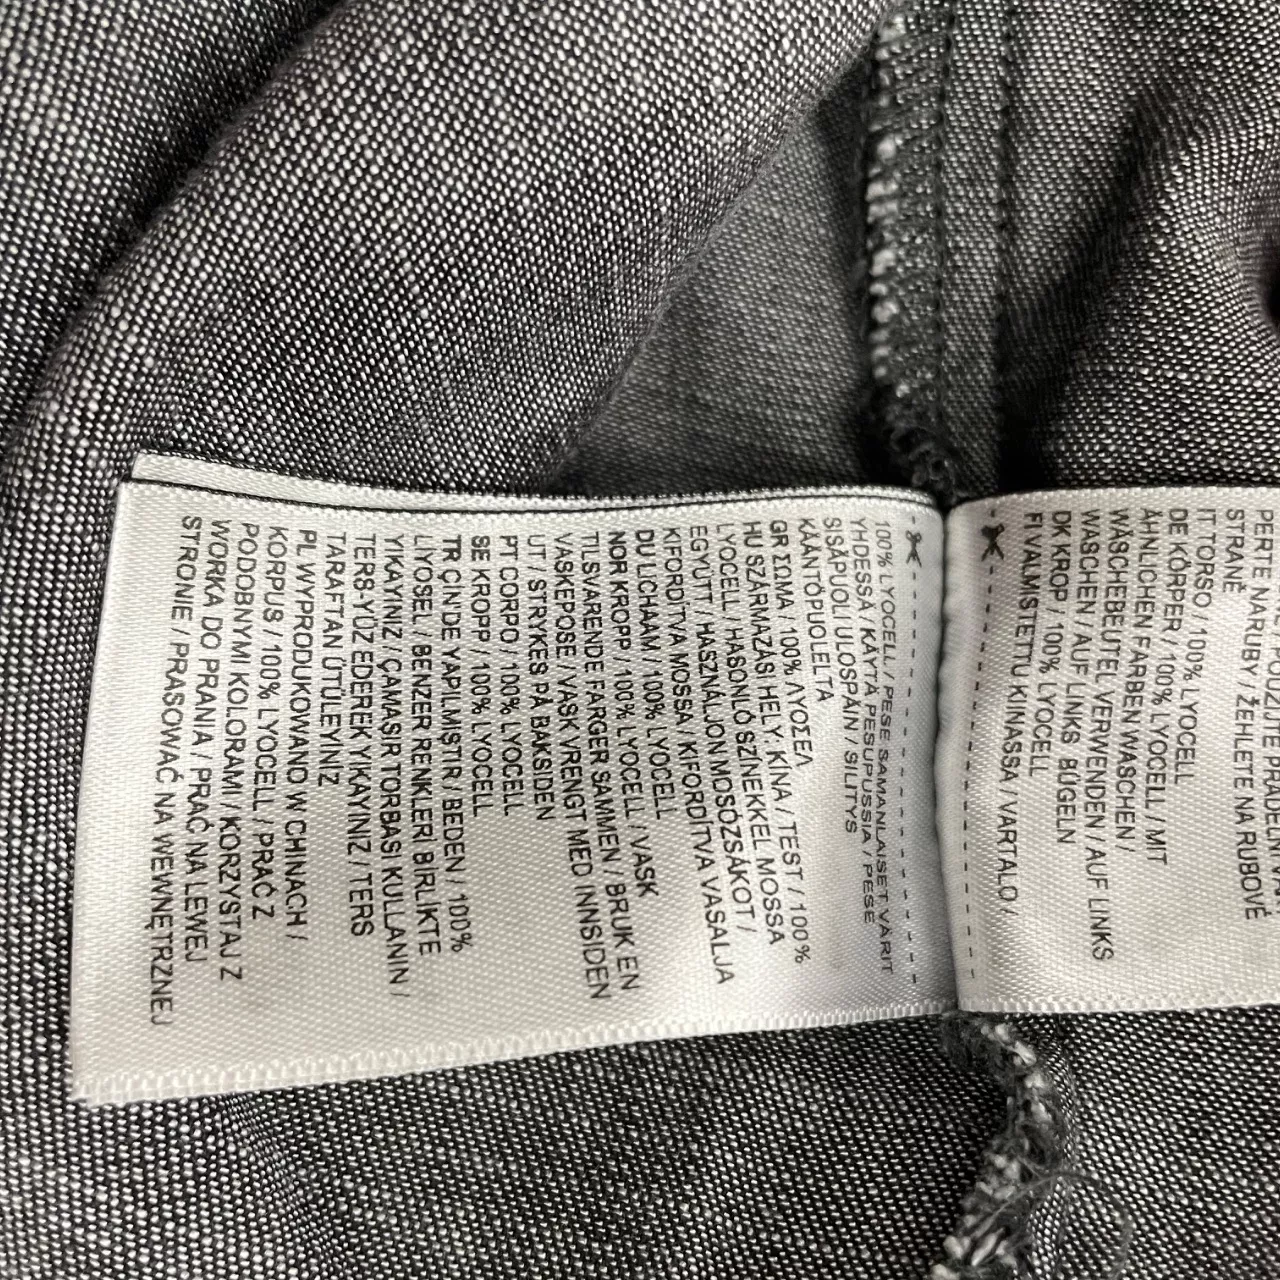 PERTE NARUBY / ŽEHLETE NA RUBOVÉ
STRANĚ
IT TORSO / 100% LYOCELL
DE KÖRPER / 100% LYOCELL / MIT
ÄHNLICHEN FARBEN WASCHEN /
WÄSCHEBEUTEL VERWENDEN / AUF LINKS
WASCHEN / AUF LINKS BÜGELN
DK KROP / 100% LYOCELL
FI VALMISTETTU KIINASSA / VARTALO /
100% LYOCELL / PESE SAMANLAISET VÄRIT
YHDESSÄ / KÄYTÄ PESUPUSSIA / PESE
SISÄPUOLI ULOSPÄIN / SILITYS
KÄÄNTÖPUOLELTA
GR ΣΩΜΑ / 100% ΛΥΟΣΕΛ
HU SZÁRMAZÁSI HELY: KÍNA / TEST / 100%
LYOCELL / HASONLÓ SZÍNEKKEL MOSSA
EGYÜTT / HASZNÁLJON MOSÓZSÁKOT /
KIFORDÍTVA MOSSA / KIFORDÍTVA VASALJA
DU LICHAAM / 100% LYOCELL
NOR KROPP / 100% LYOCELL / VASK
TILSVARENDE FARGER SAMMEN / BRUK EN
VASKEPOSE / VASK VRENGT MED INNSIDEN
UT / STRYKES PÅ BAKSIDEN
PT CORPO / 100% LYOCELL
SE KROPP / 100% LYOCELL
TR ÇİN'DE YAPILMIŞTIR / BEDEN / 100%
LİYOSEL / BENZER RENKLERİ BİRLİKTE
YIKAYINIZ / ÇAMAŞIR TORBASI KULLANIN /
TERS-YÜZ EDEREK YIKAYINIZ / TERS
TARAFTAN ÜTÜLEYİNİZ
PL WYPRODUKOWANO W CHINACH /
KORPUS / 100% LYOCELL / PRAĆ Z
PODOBNYMI KOLORAMI / KORZYSTAJ Z
WORKA DO PRANIA / PRAĆ NA LEWEJ
STRONIE / PRASOWAĆ NA WEWNĘTRZNEJ